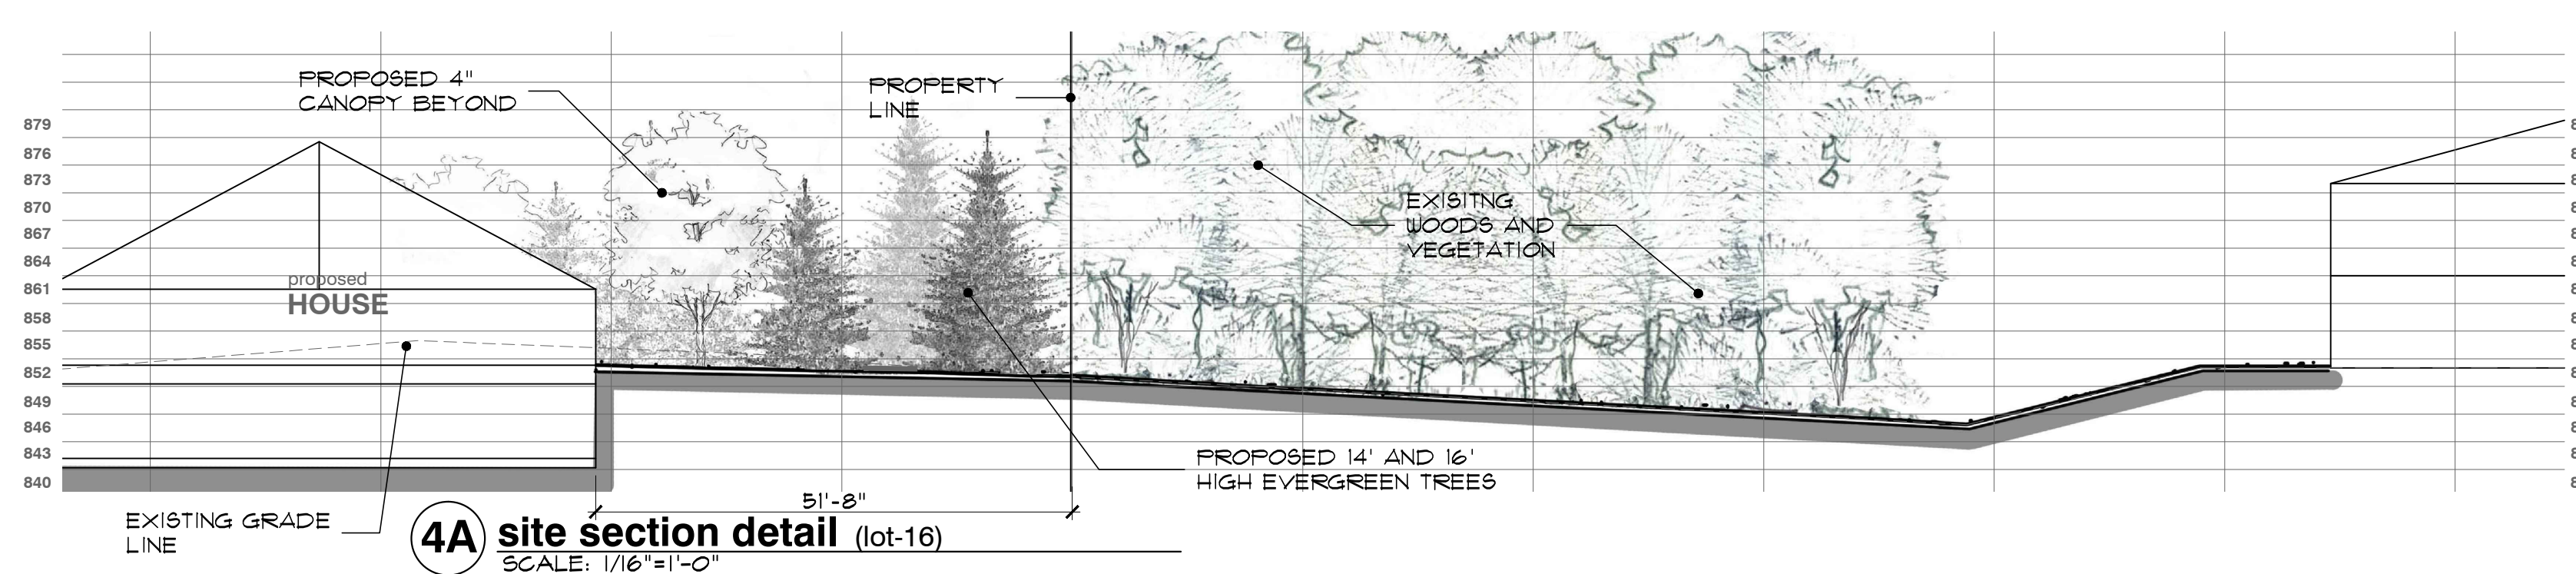 PROPOSED 4"
CANOPY BEYOND
PROPERTY
LINE
879
876
873
870
867
864
861
858
855
852
849
846
843
840
EXISITNG
WOODS AND
VEGETATION
proposed
HOUSE
PROPOSED 14' AND 16'
HIGH EVERGREEN TREES
51'-8"
EXISTING GRADE
LINE
4A site section detail (lot-16)
SCALE: 1/16"=1'-0"